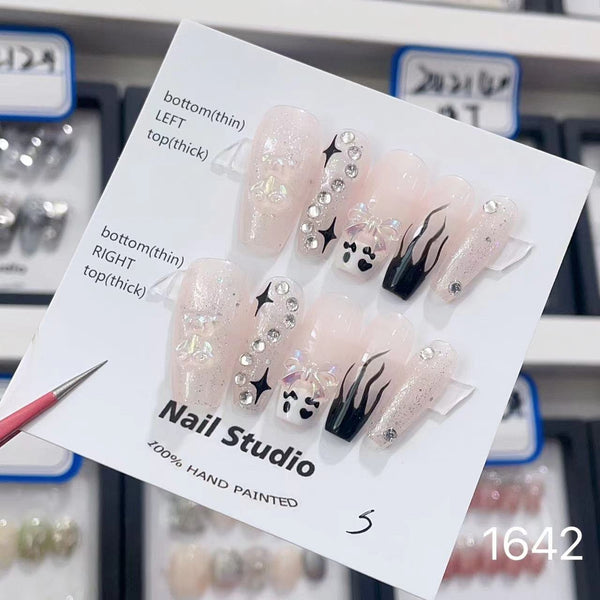 bottom(thin)
LEFT
top(thick)
bottom(thin)
RIGHT
top(thick)
Nail Studio
100% HAND PAINTED
S
1642